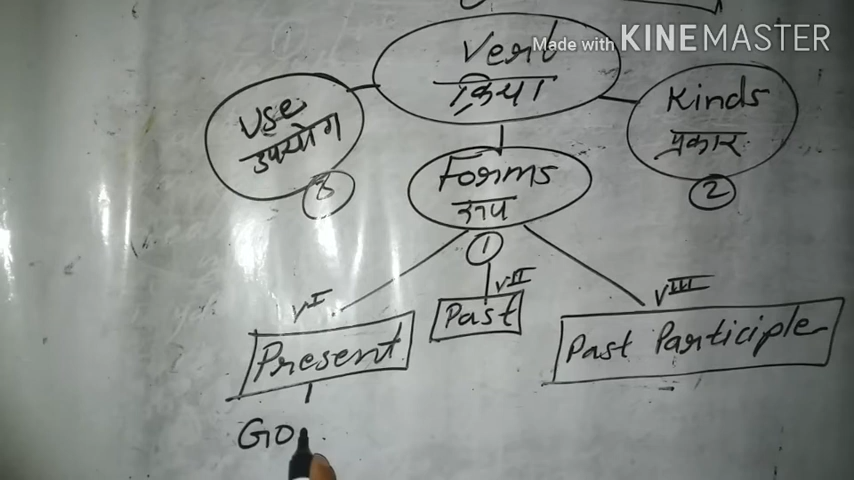 Made with KINEMASTER
Verb
क्रिया
Use
उपयोग
Kinds
प्रकार
Forms
रूप
3
2
1
VI
VII
VIII
Present
Past
Past Participle
GO